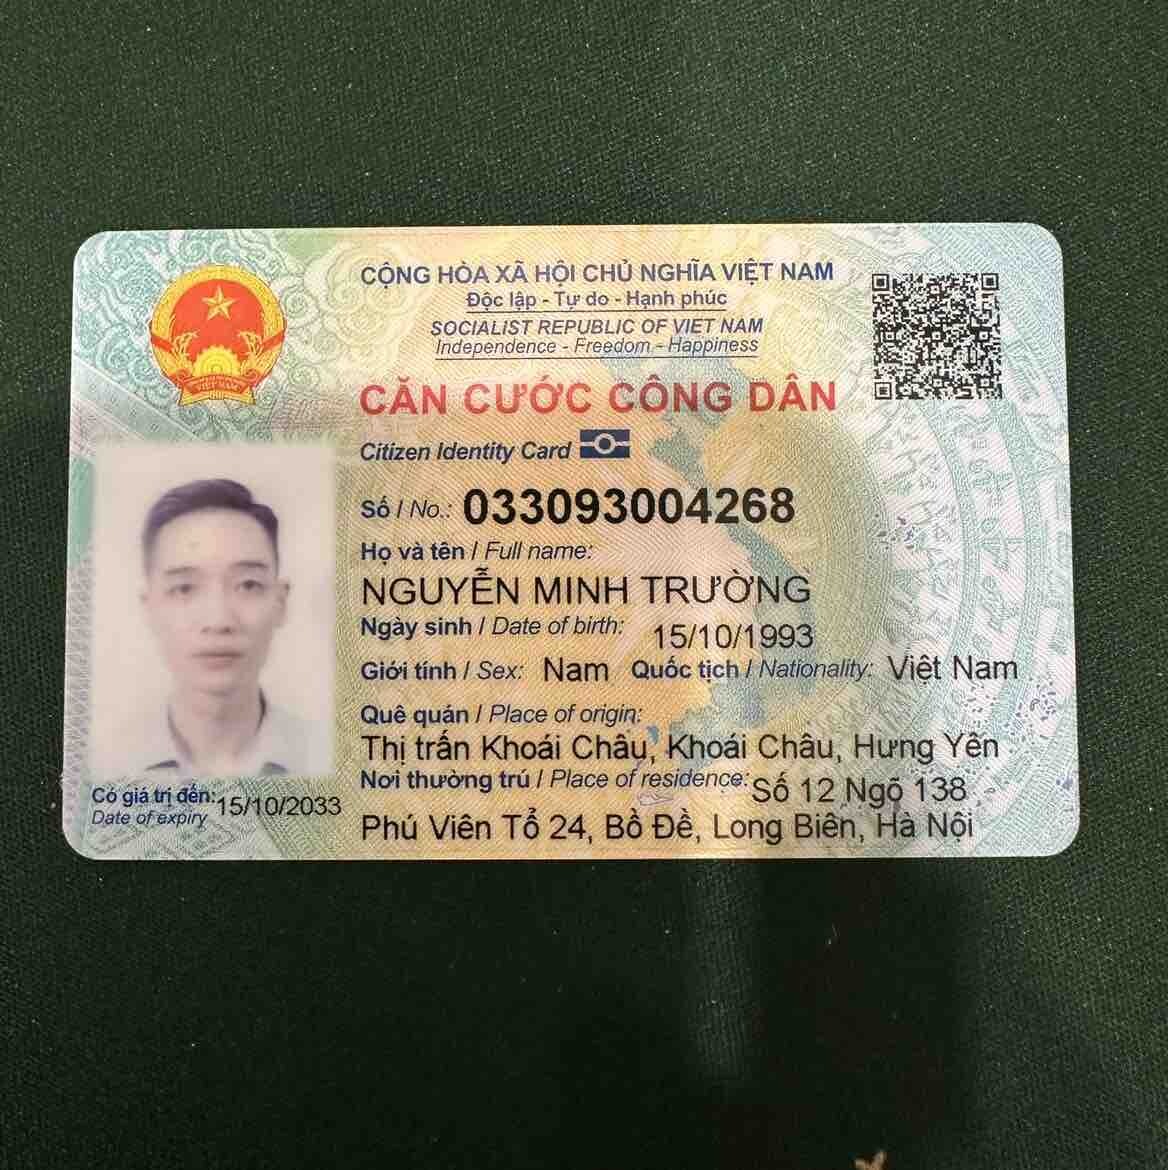 CỘNG HÒA XÃ HỘI CHỦ NGHĨA VIỆT NAM
Độc lập - Tự do - Hạnh phúc
SOCIALIST REPUBLIC OF VIET NAM
Independence - Freedom - Happiness
CĂN CƯỚC CÔNG DÂN
Citizen Identity Card
Số / No.: 033093004268
Họ và tên / Full name:
NGUYỄN MINH TRƯỜNG
Ngày sinh / Date of birth: 15/10/1993
Giới tính / Sex: Nam Quốc tịch / Nationality: Việt Nam
Quê quán / Place of origin:
Thị trấn Khoái Châu, Khoái Châu, Hưng Yên
Nơi thường trú / Place of residence: Số 12 Ngõ 138
Phú Viên Tổ 24, Bồ Đề, Long Biên, Hà Nội
Có giá trị đến: 15/10/2033
Date of expiry
VIỆT NAM